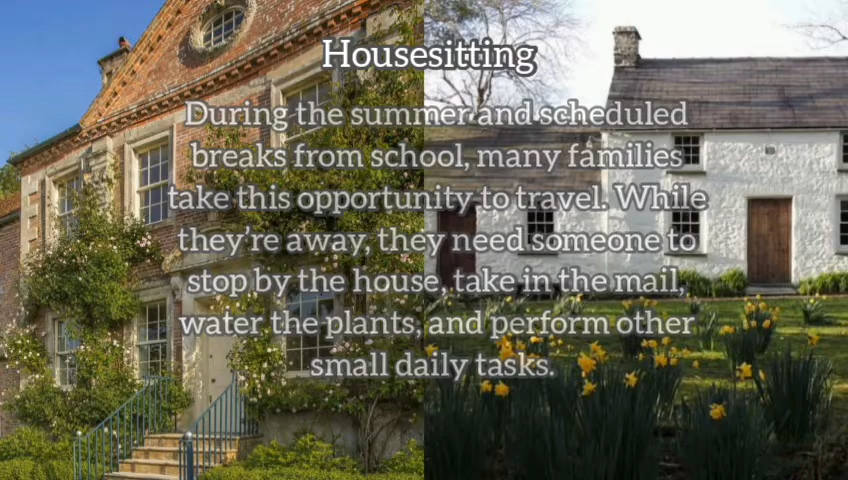 Housesitting
During the summer and scheduled
breaks from school, many families
take this opportunity to travel. While
they're away, they need someone to
stop by the house, take in the mail,
water the plants, and perform other
small daily tasks.